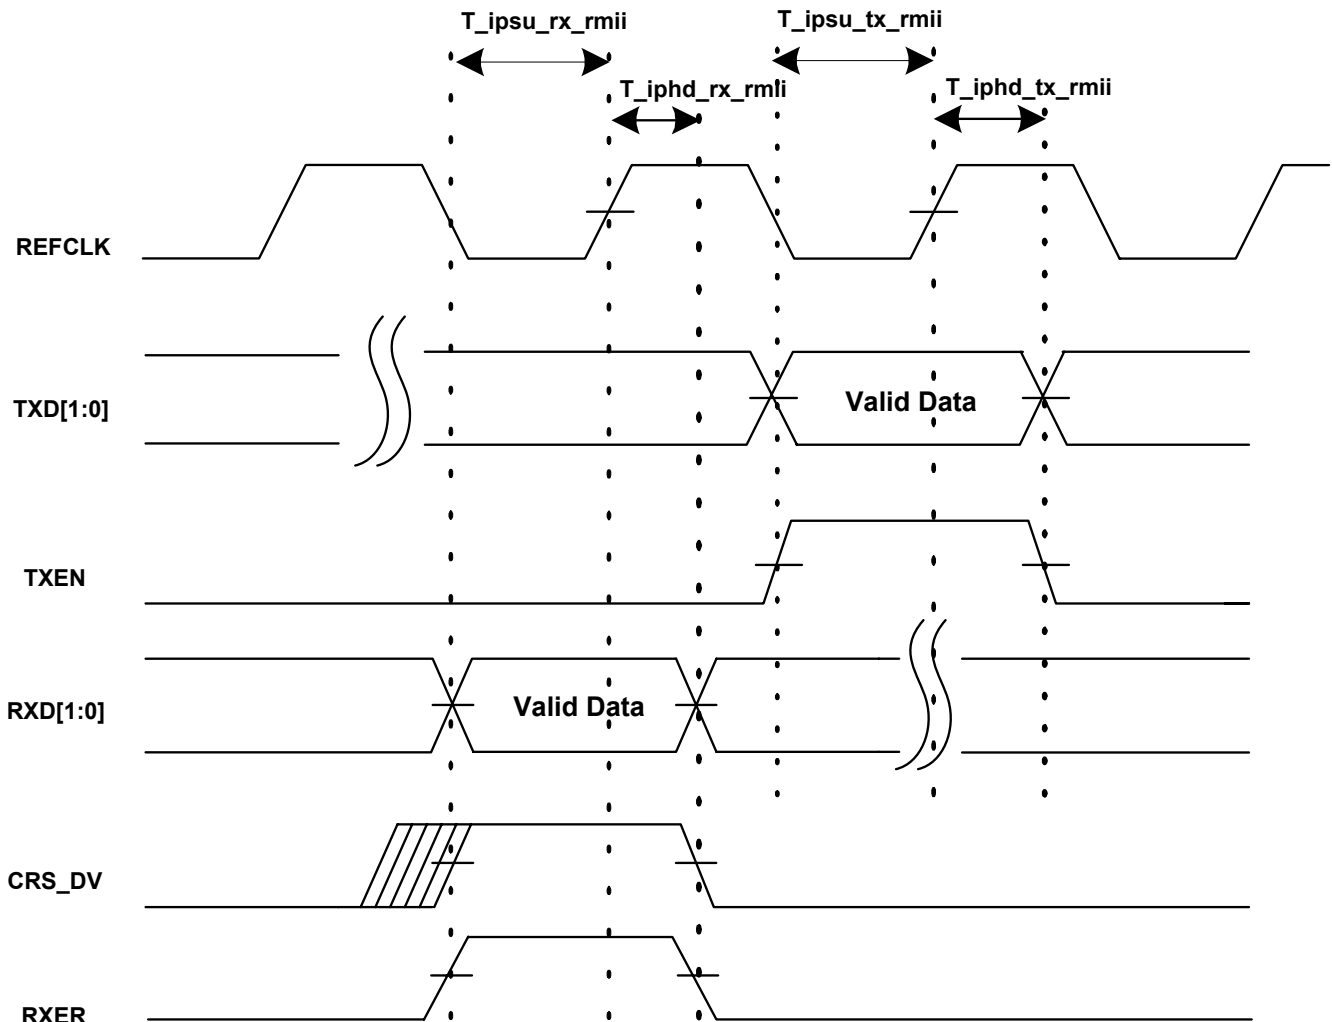 T_ipsu_rx_rmii
T_ipsu_tx_rmii
T_iphd_rx_rmii
T_iphd_tx_rmii
REFCLK
TXD[1:0]
Valid Data
TXEN
RXD[1:0]
Valid Data
CRS_DV
RXER